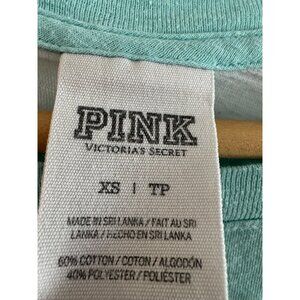 PINK
VICTORIA'S SECRET
XS | TP
MADE IN SRI LANKA / FAIT AU SRI
LANKA / HECHO EN SRI LANKA
60% COTTON / COTON / ALGODÓN
40% POLYESTER / POLIÉSTER